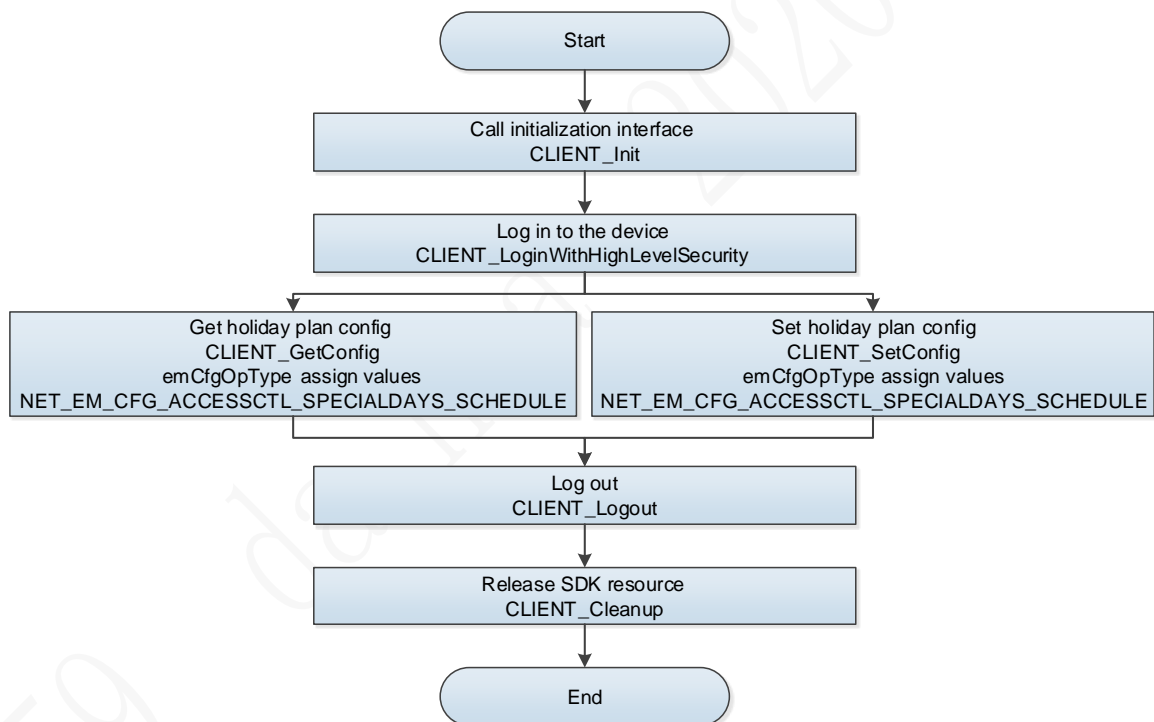 Start
Call initialization interface
CLIENT_Init
Log in to the device
CLIENT_LoginWithHighLevelSecurity
Get holiday plan config
CLIENT_GetConfig
emCfgOpType assign values
NET_EM_CFG_ACCESSCTL_SPECIALDAYS_SCHEDULE
Set holiday plan config
CLIENT_SetConfig
emCfgOpType assign values
NET_EM_CFG_ACCESSCTL_SPECIALDAYS_SCHEDULE
Log out
CLIENT_Logout
Release SDK resource
CLIENT_Cleanup
End